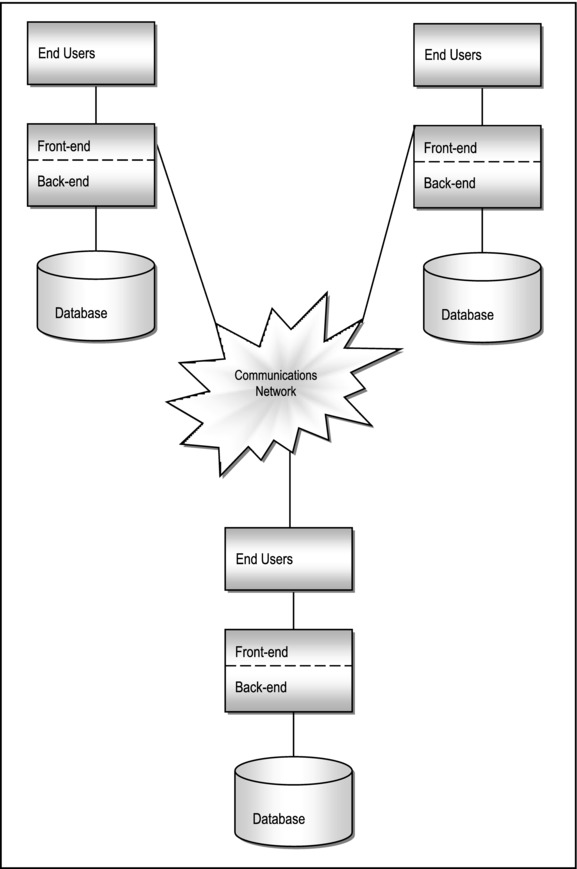 End Users
Front-end
Back-end
Database
End Users
Front-end
Back-end
Database
Communications
Network
End Users
Front-end
Back-end
Database